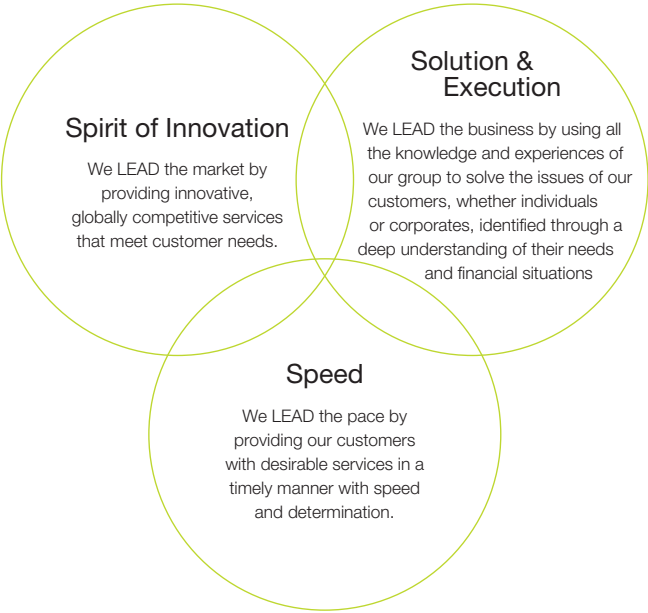 Spirit of Innovation
We LEAD the market by
providing innovative,
globally competitive services
that meet customer needs.
Solution &
Execution
We LEAD the business by using all
the knowledge and experiences of
our group to solve the issues of our
customers, whether individuals
or corporates, identified through a
deep understanding of their needs
and financial situations
Speed
We LEAD the pace by
providing our customers
with desirable services in a
timely manner with speed
and determination.